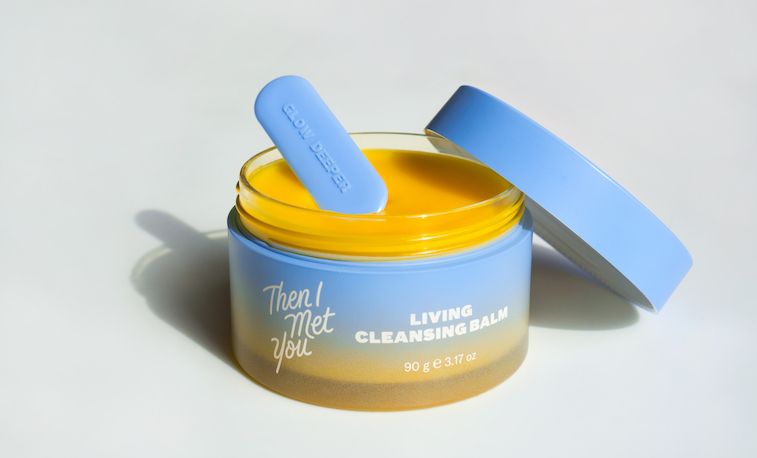 GLOW DEEPER
Then I
Met
You
LIVING
CLEANSING BALM
90 g ℮ 3.17 oz